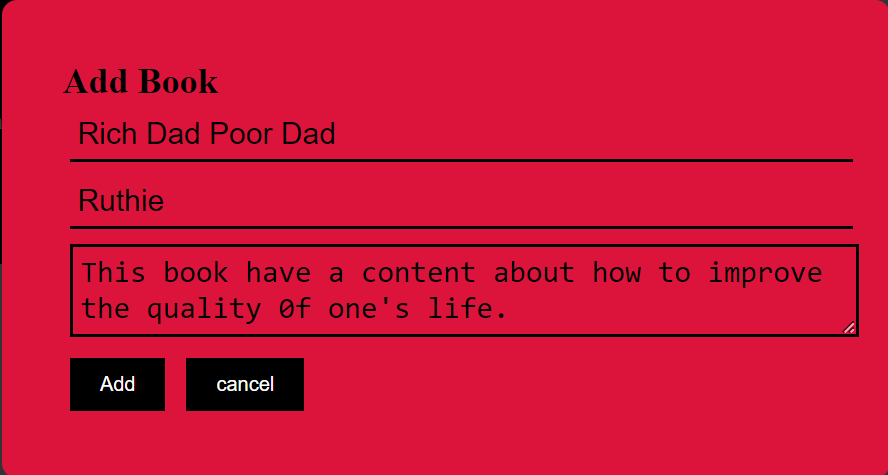 Add Book
Rich Dad Poor Dad
Ruthie
This book have a content about how to improve
the quality 0f one's life.
Add
cancel